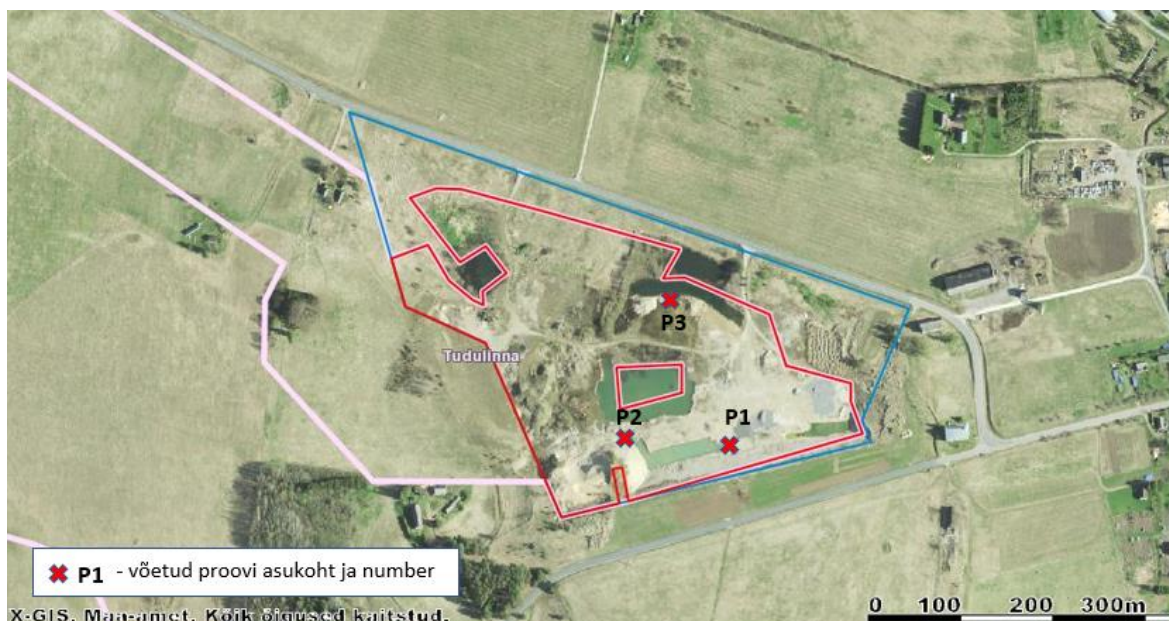 P3
Tudulinna
P2
P1
P1 - võetud proovi asukoht ja number
X-GIS. Maa-amet. Kõik õigused kaitstud.
0 100 200 300m